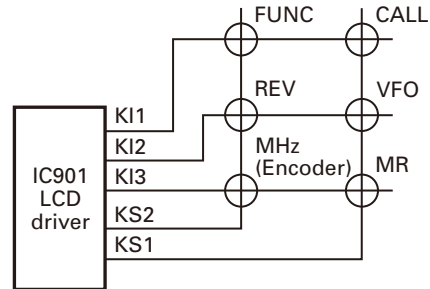 FUNC
CALL
REV
VFO
MHz
(Encoder)
MR
KI1
KI2
KI3
KS2
KS1
IC901
LCD
driver